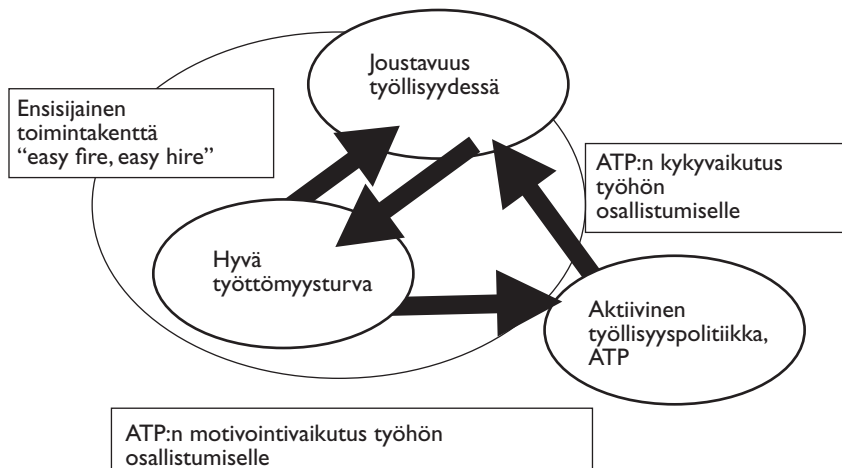 Joustavuus
työllisyydessä
Ensisijainen
toimintakenttä
“easy fire, easy hire”
ATP:n kykyvaikutus
työhön
osallistumiselle
Hyvä
työttömyysturva
Aktiivinen
työllisyyspolitiikka,
ATP
ATP:n motivointivaikutus työhön
osallistumiselle